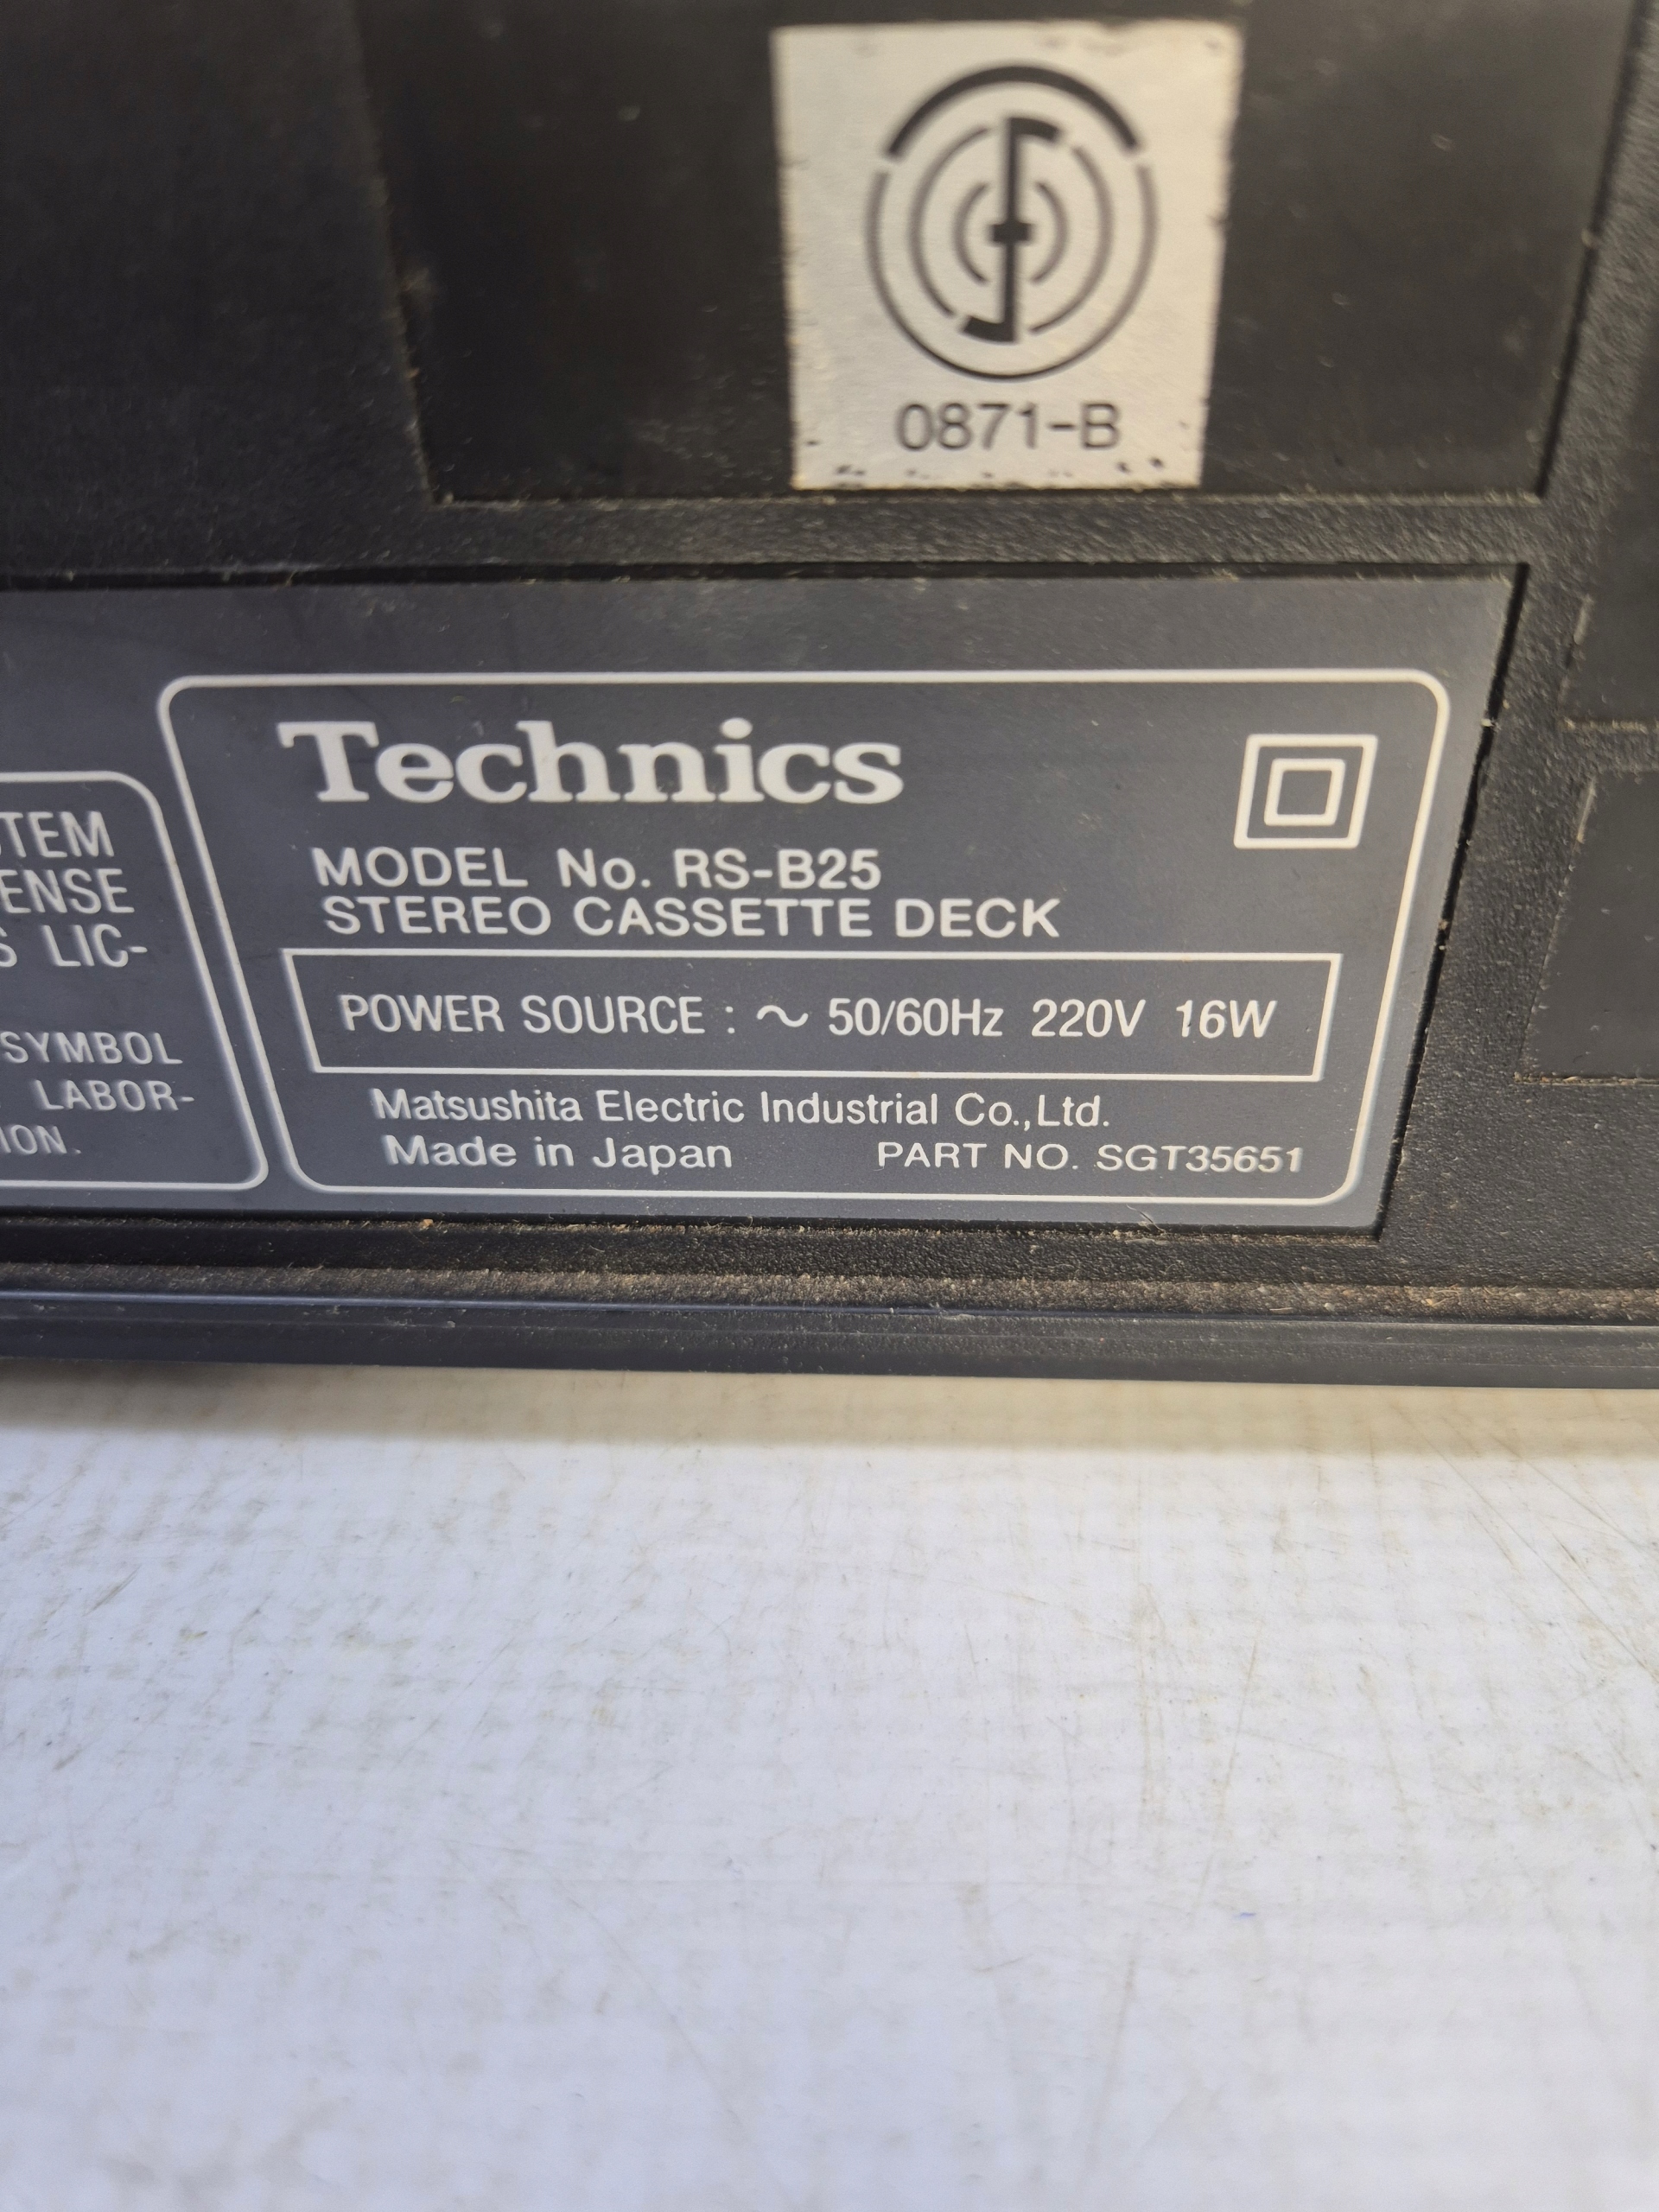 0871-B
TEM
ENSE
S LIC-
SYMBOL
LABOR-
ION.
Technics
MODEL No. RS-B25
STEREO CASSETTE DECK
POWER SOURCE : ~ 50/60Hz 220V 16W
Matsushita Electric Industrial Co.,Ltd.
Made in Japan PART NO. SGT35651